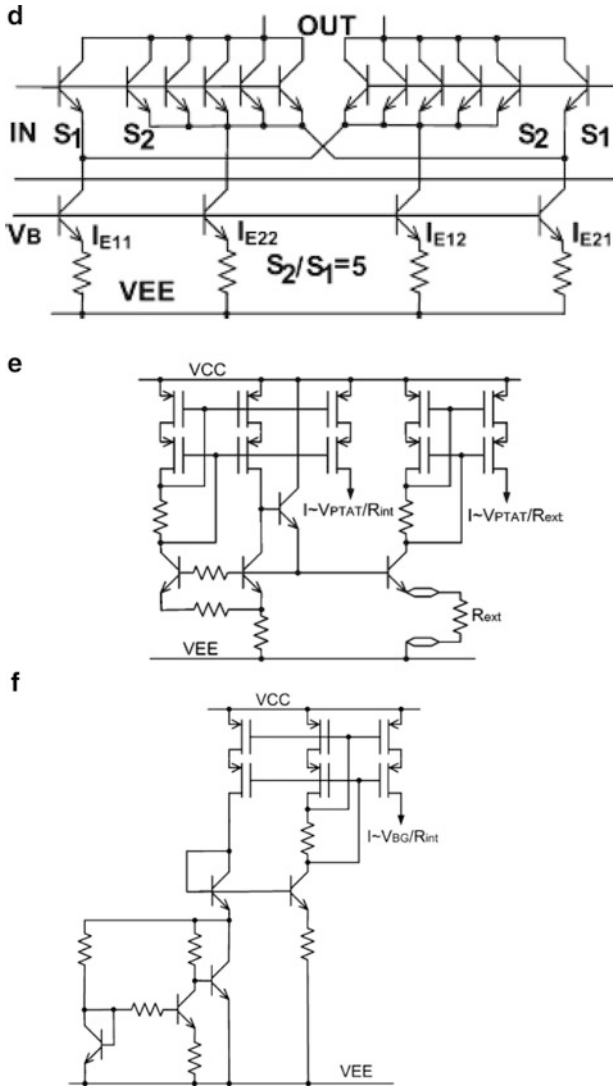 d
OUT
IN S1 S2 S2 S1
VB IE11 IE22 IE12 IE21
S2/S1=5
VEE
e
VCC
I~VPTAT/Rint I~VPTAT/Rext
Rext
VEE
f
VCC
I~VBG/Rint
VEE